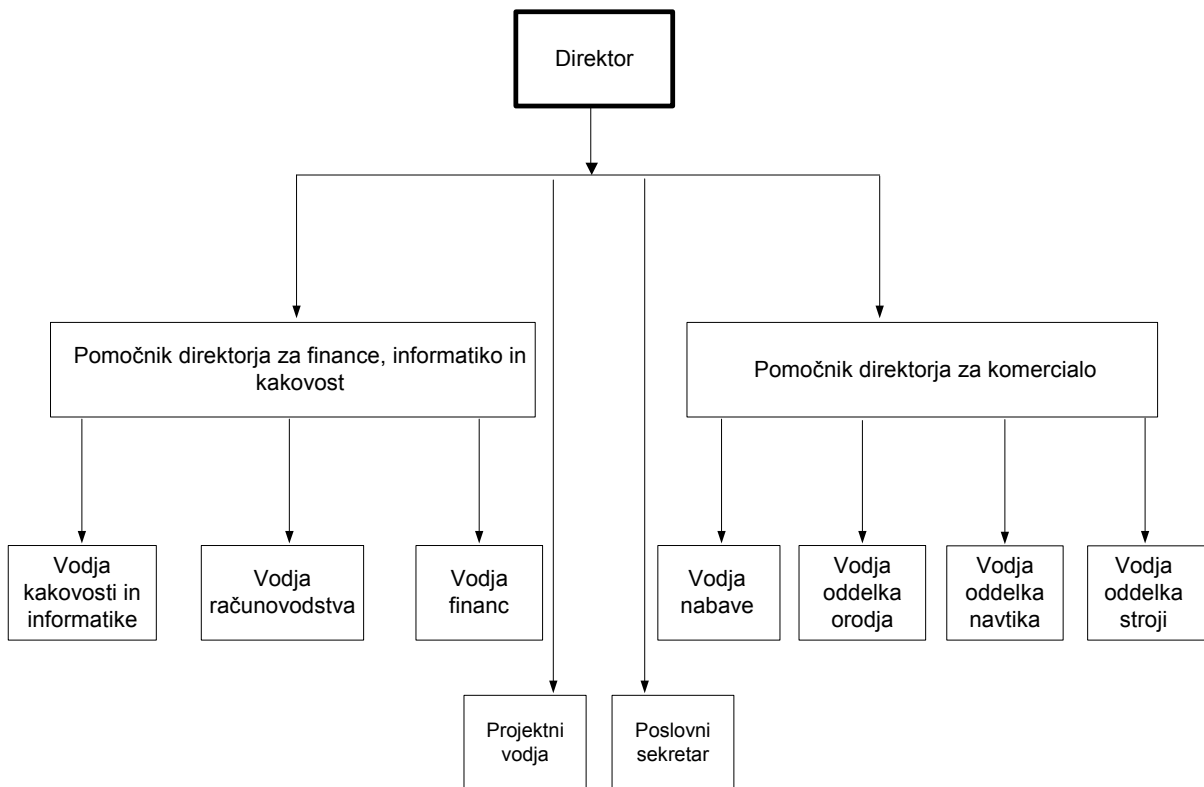 Direktor
Pomočnik direktorja za finance, informatiko in
kakovost
Pomočnik direktorja za komercialo
Vodja
kakovosti in
informatike
Vodja
računovodstva
Vodja
financ
Vodja
nabave
Vodja
oddelka
orodja
Vodja
oddelka
navtika
Vodja
oddelka
stroji
Projektni
vodja
Poslovni
sekretar